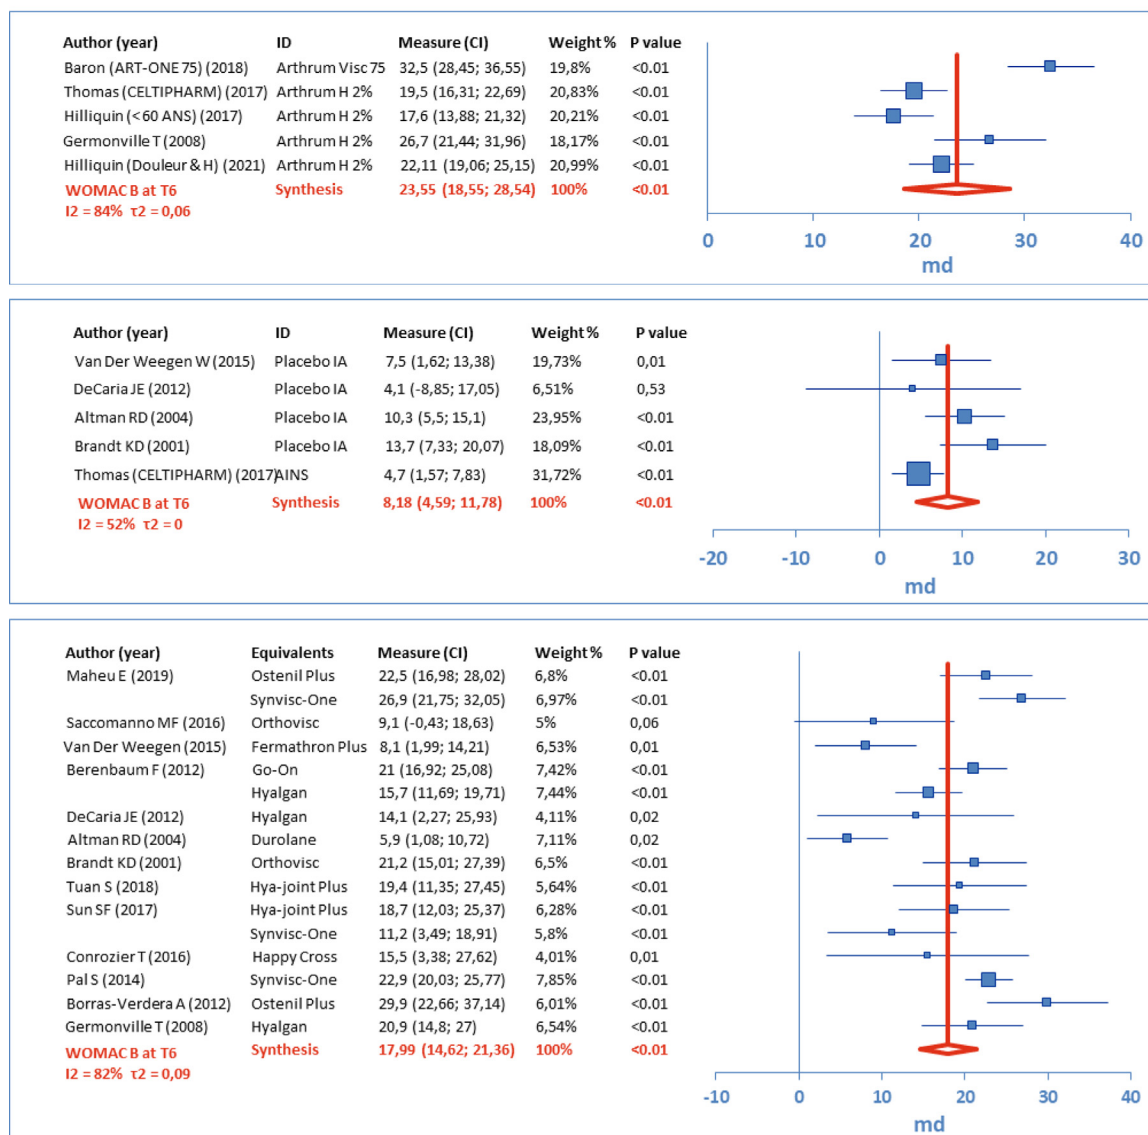 Author (year) ID Measure (CI) Weight % P value
Baron (ART-ONE 75) (2018) Arthrum Visc 75 32,5 (28,45; 36,55) 19,8% <0.01
Thomas (CELTIPHARM) (2017) Arthrum H 2% 19,5 (16,31; 22,69) 20,83% <0.01
Hilliquin (<60 ANS) (2017) Arthrum H 2% 17,6 (13,88; 21,32) 20,21% <0.01
Germonville T (2008) Arthrum H 2% 26,7 (21,44; 31,96) 18,17% <0.01
Hilliquin (Douleur & H) (2021) Arthrum H 2% 22,11 (19,06; 25,15) 20,99% <0.01
WOMAC B at T6 Synthesis 23,55 (18,55; 28,54) 100% <0.01
I2 = 84% τ2 = 0,06
0 10 20 30 40
md
Author (year) ID Measure (CI) Weight % P value
Van Der Weegen W (2015) Placebo IA 7,5 (1,62; 13,38) 19,73% 0,01
DeCaria JE (2012) Placebo IA 4,1 (-8,85; 17,05) 6,51% 0,53
Altman RD (2004) Placebo IA 10,3 (5,5; 15,1) 23,95% <0.01
Brandt KD (2001) Placebo IA 13,7 (7,33; 20,07) 18,09% <0.01
Thomas (CELTIPHARM) (2017)AINS 4,7 (1,57; 7,83) 31,72% <0.01
WOMAC B at T6 Synthesis 8,18 (4,59; 11,78) 100% <0.01
I2 = 52% τ2 = 0
-20 -10 0 10 20 30
md
Author (year) Equivalents Measure (CI) Weight % P value
Maheu E (2019) Ostenil Plus 22,5 (16,98; 28,02) 6,8% <0.01
Synvisc-One 26,9 (21,75; 32,05) 6,97% <0.01
Saccomanno MF (2016) Orthovisc 9,1 (-0,43; 18,63) 5% 0,06
Van Der Weegen (2015) Fermathron Plus 8,1 (1,99; 14,21) 6,53% 0,01
Berenbaum F (2012) Go-On 21 (16,92; 25,08) 7,42% <0.01
Hyalgan 15,7 (11,69; 19,71) 7,44% <0.01
DeCaria JE (2012) Hyalgan 14,1 (2,27; 25,93) 4,11% 0,02
Altman RD (2004) Durolane 5,9 (1,08; 10,72) 7,11% 0,02
Brandt KD (2001) Orthovisc 21,2 (15,01; 27,39) 6,5% <0.01
Tuan S (2018) Hya-joint Plus 19,4 (11,35; 27,45) 5,64% <0.01
Sun SF (2017) Hya-joint Plus 18,7 (12,03; 25,37) 6,28% <0.01
Synvisc-One 11,2 (3,49; 18,91) 5,8% <0.01
Conrozier T (2016) Happy Cross 15,5 (3,38; 27,62) 4,01% 0,01
Pal S (2014) Synvisc-One 22,9 (20,03; 25,77) 7,85% <0.01
Borras-Verdera A (2012) Ostenil Plus 29,9 (22,66; 37,14) 6,01% <0.01
Germonville T (2008) Hyalgan 20,9 (14,8; 27) 6,54% <0.01
WOMAC B at T6 Synthesis 17,99 (14,62; 21,36) 100% <0.01
I2 = 82% τ2 = 0,09
-10 0 10 20 30 40
md